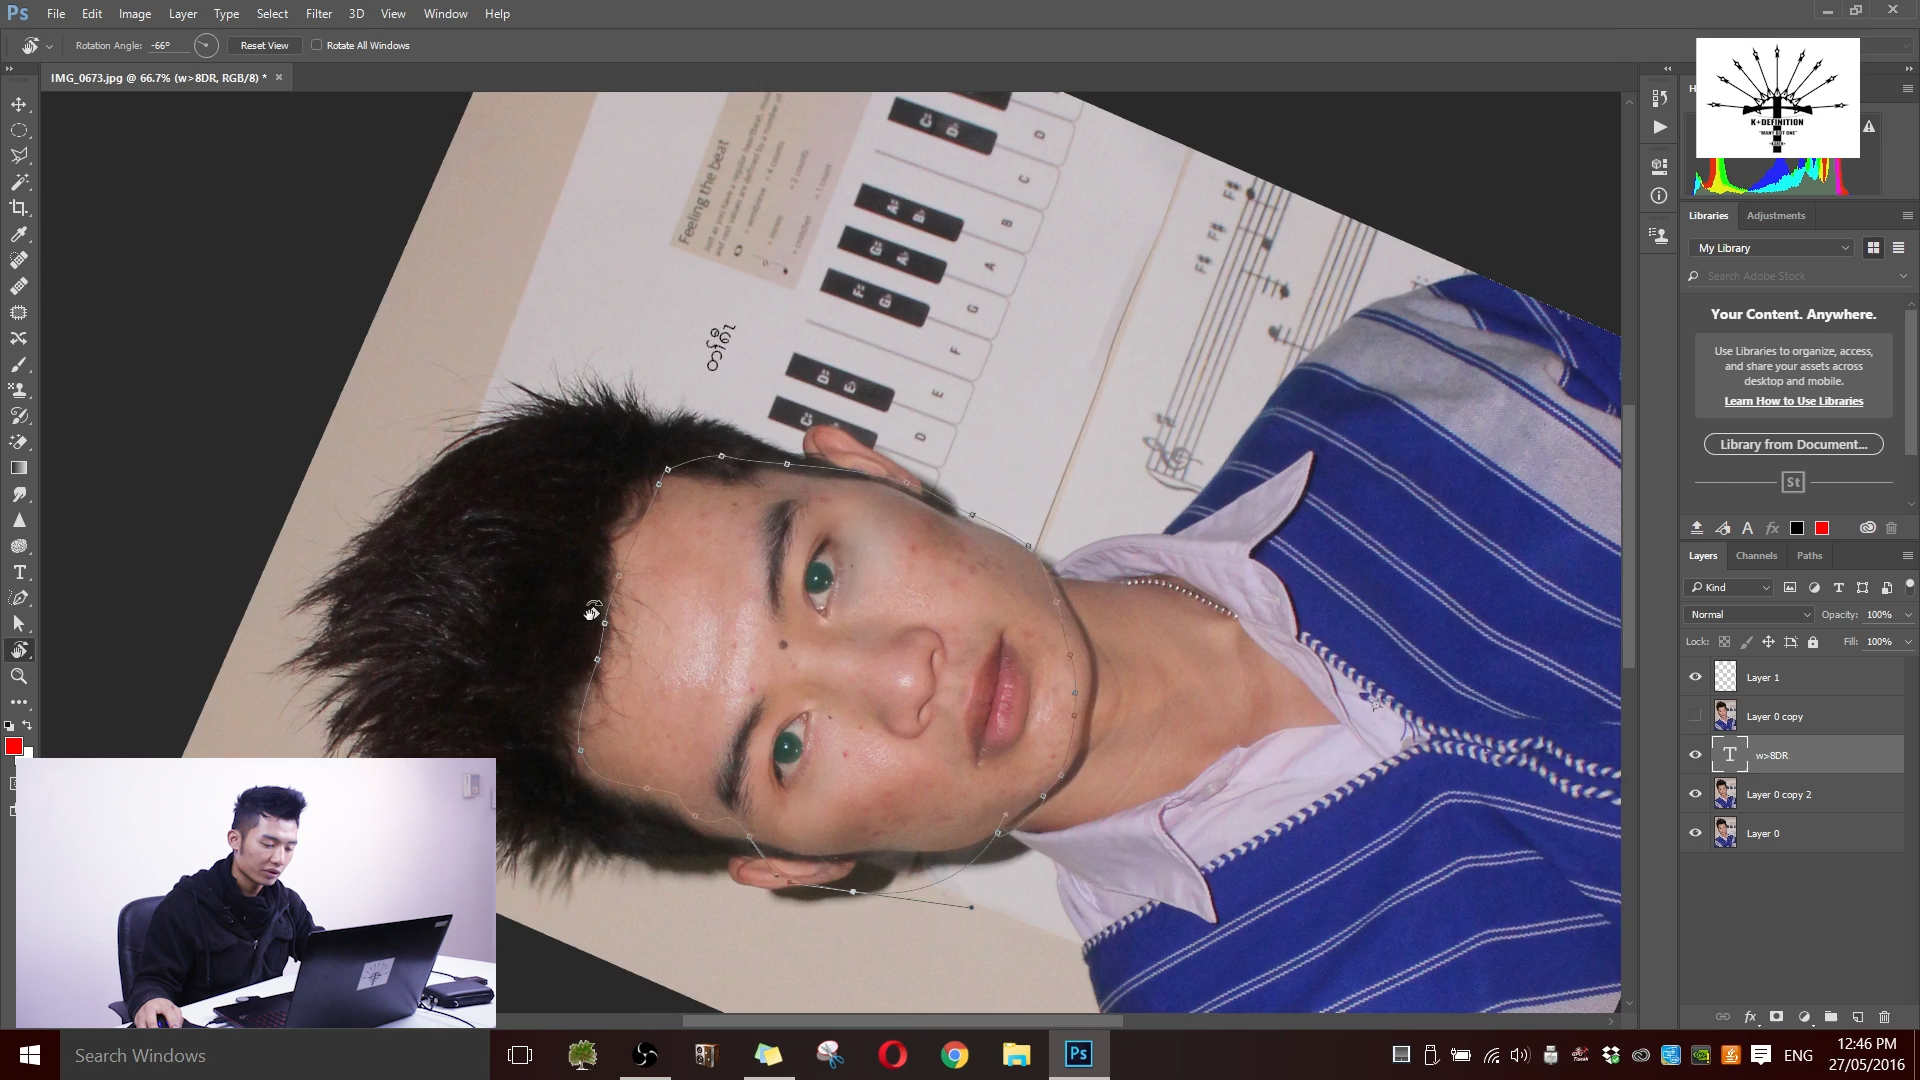 Ps File Edit Image Layer Type Select Filter 3D View Window Help
Rotation Angle: -66° Reset View Rotate All Windows
IMG_0673.jpg @ 66.7% (w>8DR, RGB/8) * ×
K+DEFINITION
Libraries Adjustments
My Library
Search Adobe Stock
Your Content. Anywhere.
Use Libraries to organize, access,
and share your assets across
desktop and mobile.
Learn How to Use Libraries
Library from Document...
St
Layers Channels Paths
Kind
Normal Opacity: 100%
Lock: Fill: 100%
Layer 1
Layer 0 copy
w>8DR
Layer 0 copy 2
Layer 0
Feeling the beat
C# D♭
D
C
A# B♭
B
G# A♭
A
F# G♭
G
F
D# E♭
E
C#
D
F# F# F#
Search Windows
Ps
ENG
12:46 PM
27/05/2016